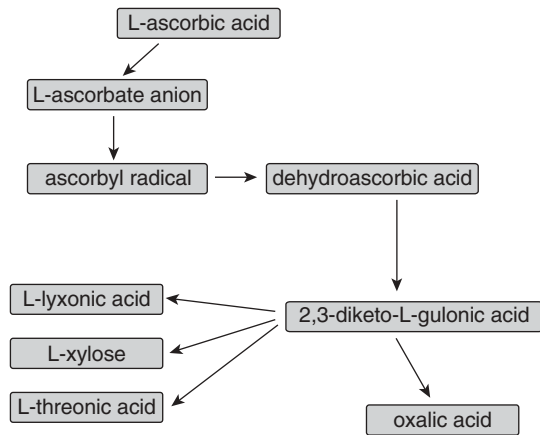 L-ascorbic acid
L-ascorbate anion
ascorbyl radical
dehydroascorbic acid
L-lyxonic acid
2,3-diketo-L-gulonic acid
L-xylose
L-threonic acid
oxalic acid